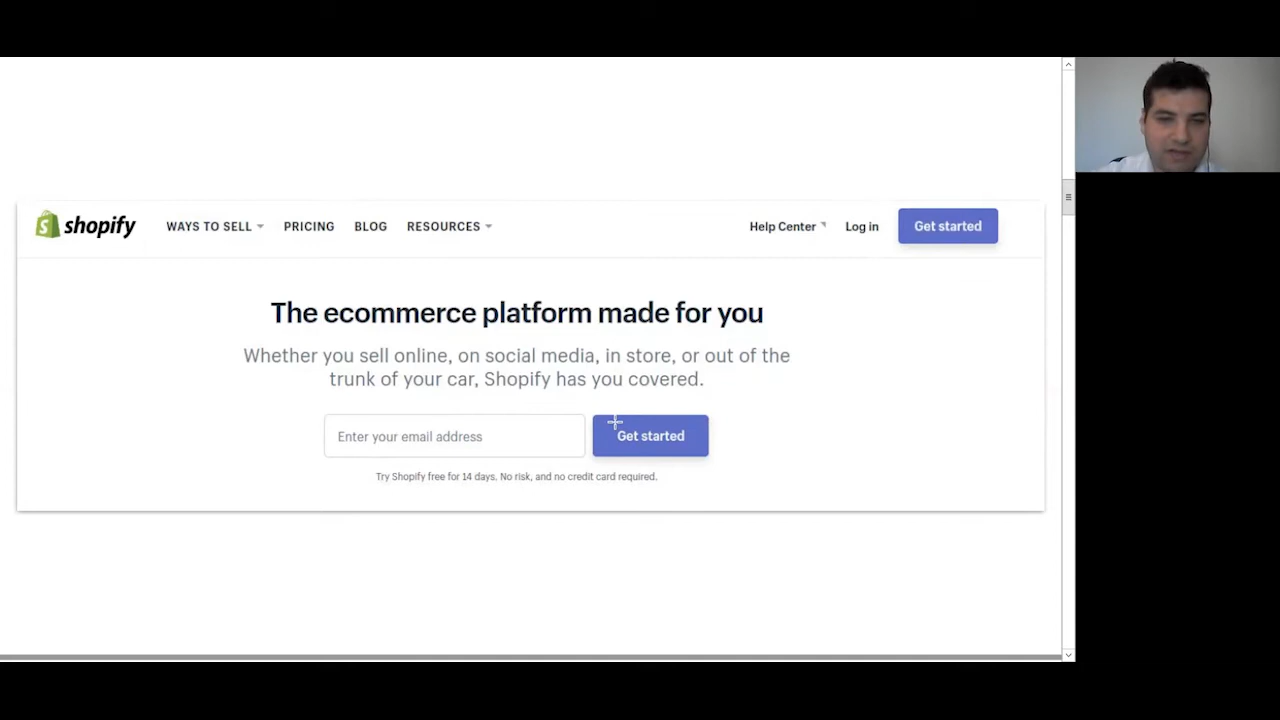 shopify WAYS TO SELL PRICING BLOG RESOURCES Help Center Log in Get started
The ecommerce platform made for you
Whether you sell online, on social media, in store, or out of the
trunk of your car, Shopify has you covered.
Enter your email address Get started
Try Shopify free for 14 days. No risk, and no credit card required.